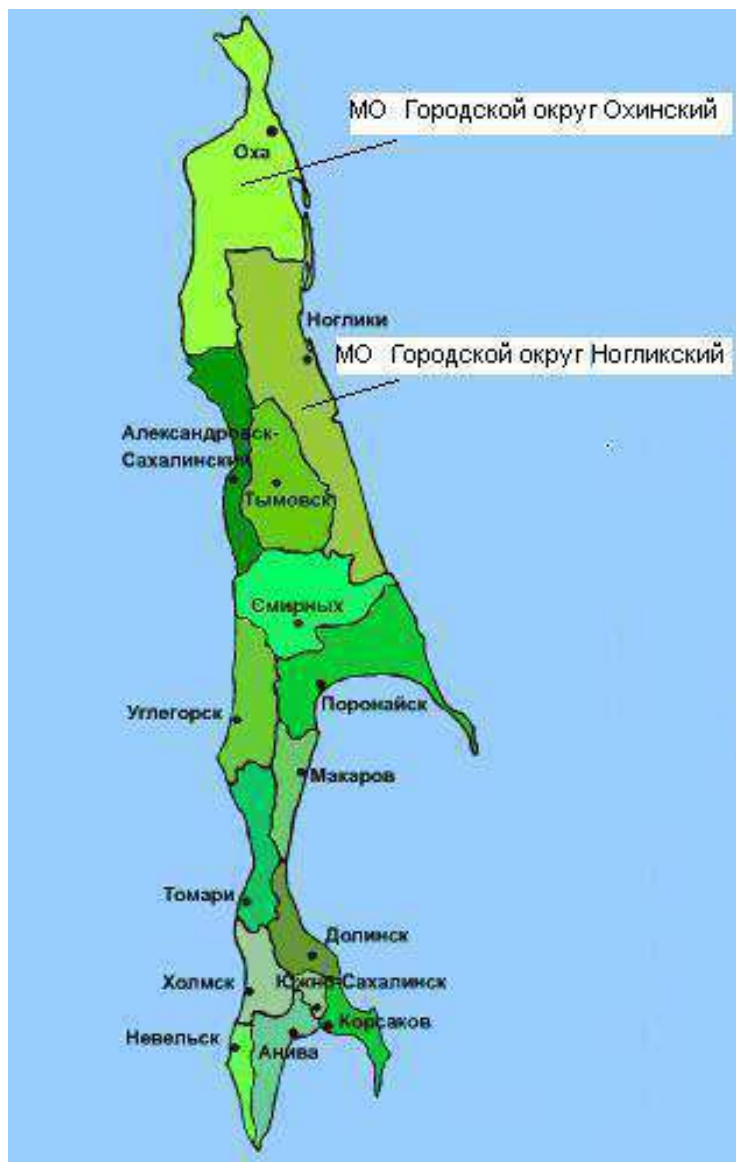 МО Городской округ Охинский
Оха
Ноглики
МО Городской округ Ногликский
Александровск-
Сахалинский
Тымовск
Смирных
Поронайск
Углегорск
Макаров
Томари
Долинск
Южно-Сахалинск
Холмск
Корсаков
Невельск
Анива